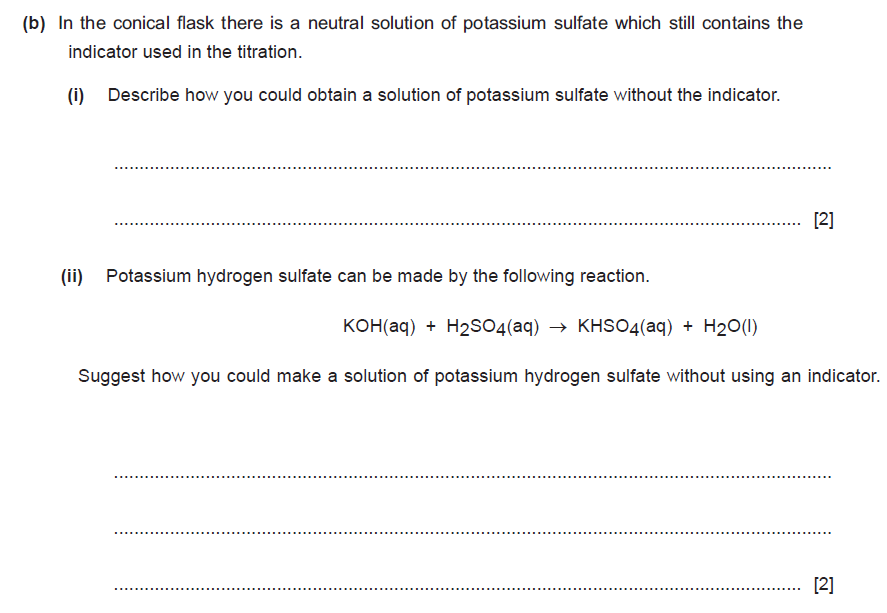 (b) In the conical flask there is a neutral solution of potassium sulfate which still contains the
indicator used in the titration.
(i) Describe how you could obtain a solution of potassium sulfate without the indicator.
..........................................................................................................................................
.................................................................................................................................... [2]
(ii) Potassium hydrogen sulfate can be made by the following reaction.
KOH(aq) + H2SO4(aq) → KHSO4(aq) + H2O(l)
Suggest how you could make a solution of potassium hydrogen sulfate without using an indicator.
..........................................................................................................................................
..........................................................................................................................................
.................................................................................................................................... [2]